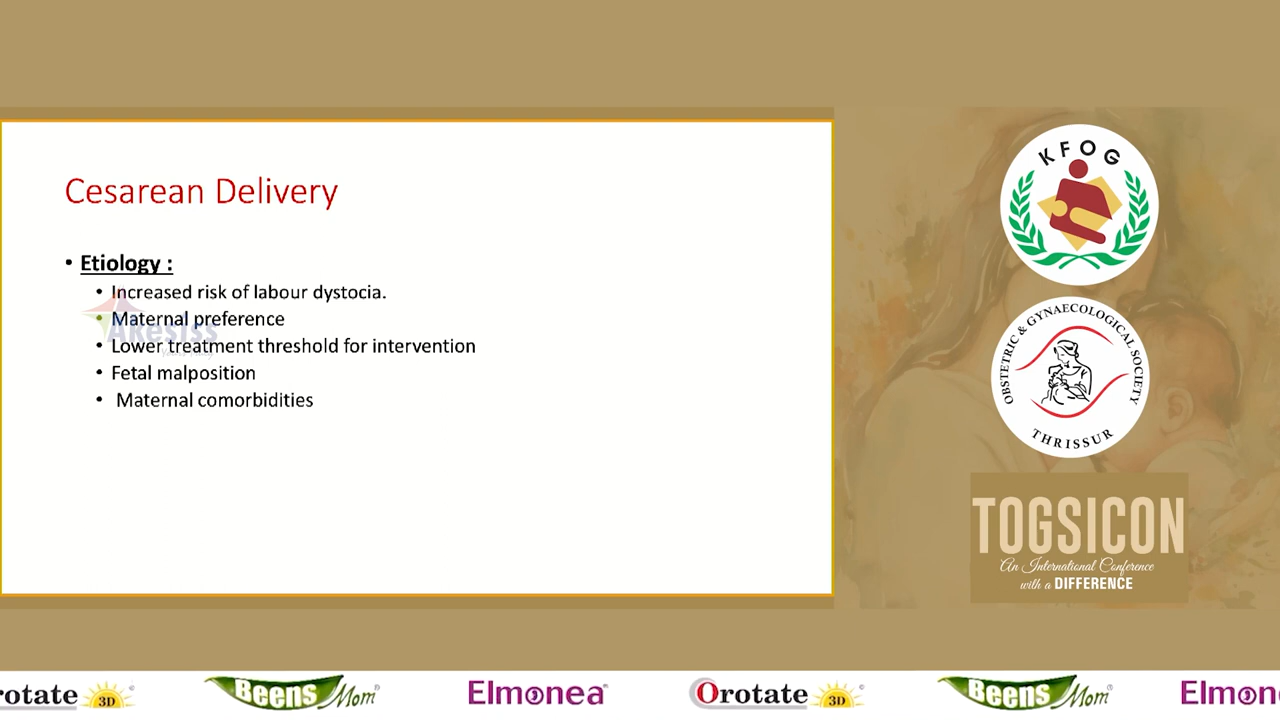 Cesarean Delivery
• Etiology :
• Increased risk of labour dystocia.
• Maternal preference
• Lower treatment threshold for intervention
• Fetal malposition
• Maternal comorbidities
KFOG
OBSTETRIC & GYNAECOLOGICAL SOCIETY
THRISSUR
TOGSICON
An International Conference
with a DIFFERENCE
rotate 3D Beens Mom Elmonea Orotate 3D Beens Mom Elmon